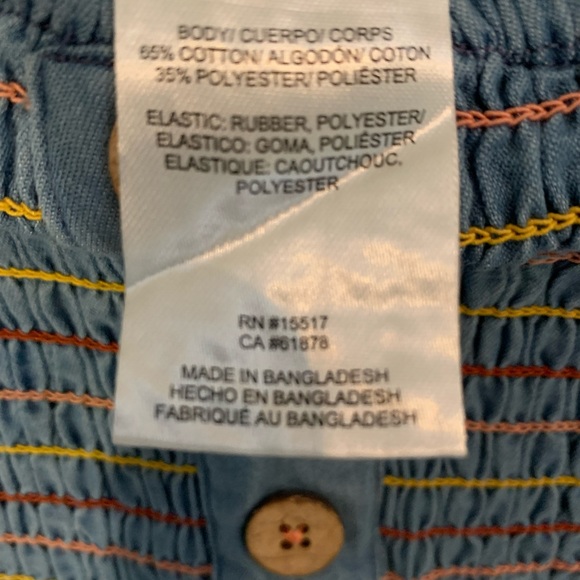 BODY/ CUERPO/ CORPS
65% COTTON/ ALGODÓN/ COTON
35% POLYESTER/ POLIÉSTER
ELASTIC: RUBBER, POLYESTER/
ELASTICO: GOMA, POLIÉSTER
ELASTIQUE: CAOUTCHOUC,
POLYESTER
RN #15517
CA #61878
MADE IN BANGLADESH
HECHO EN BANGLADESH
FABRIQUÉ AU BANGLADESH